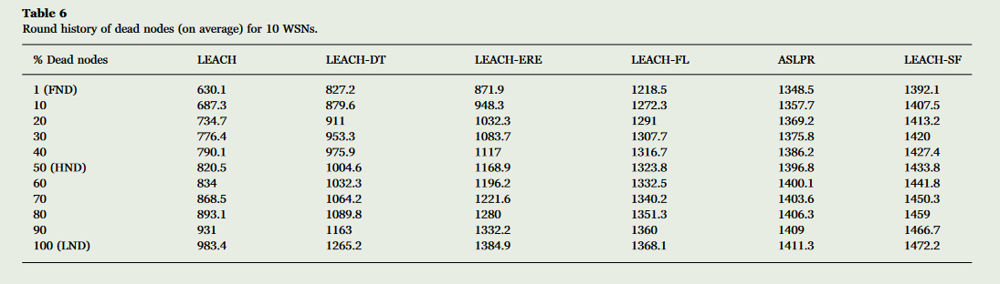 Table 6
Round history of dead nodes (on average) for 10 WSNs.
% Dead nodes LEACH LEACH-DT LEACH-ERE LEACH-FL ASLPR LEACH-SF
1 (FND) 630.1 827.2 871.9 1218.5 1348.5 1392.1
10 687.3 879.6 948.3 1272.3 1357.7 1407.5
20 734.7 911 1032.3 1291 1369.2 1413.2
30 776.4 953.3 1083.7 1307.7 1375.8 1420
40 790.1 975.9 1117 1316.7 1386.2 1427.4
50 (HND) 820.5 1004.6 1168.9 1323.8 1396.8 1433.8
60 834 1032.3 1196.2 1332.5 1400.1 1441.8
70 868.5 1064.2 1221.6 1340.2 1403.6 1450.3
80 893.1 1089.8 1280 1351.3 1406.3 1459
90 931 1163 1332.2 1360 1409 1466.7
100 (LND) 983.4 1265.2 1384.9 1368.1 1411.3 1472.2